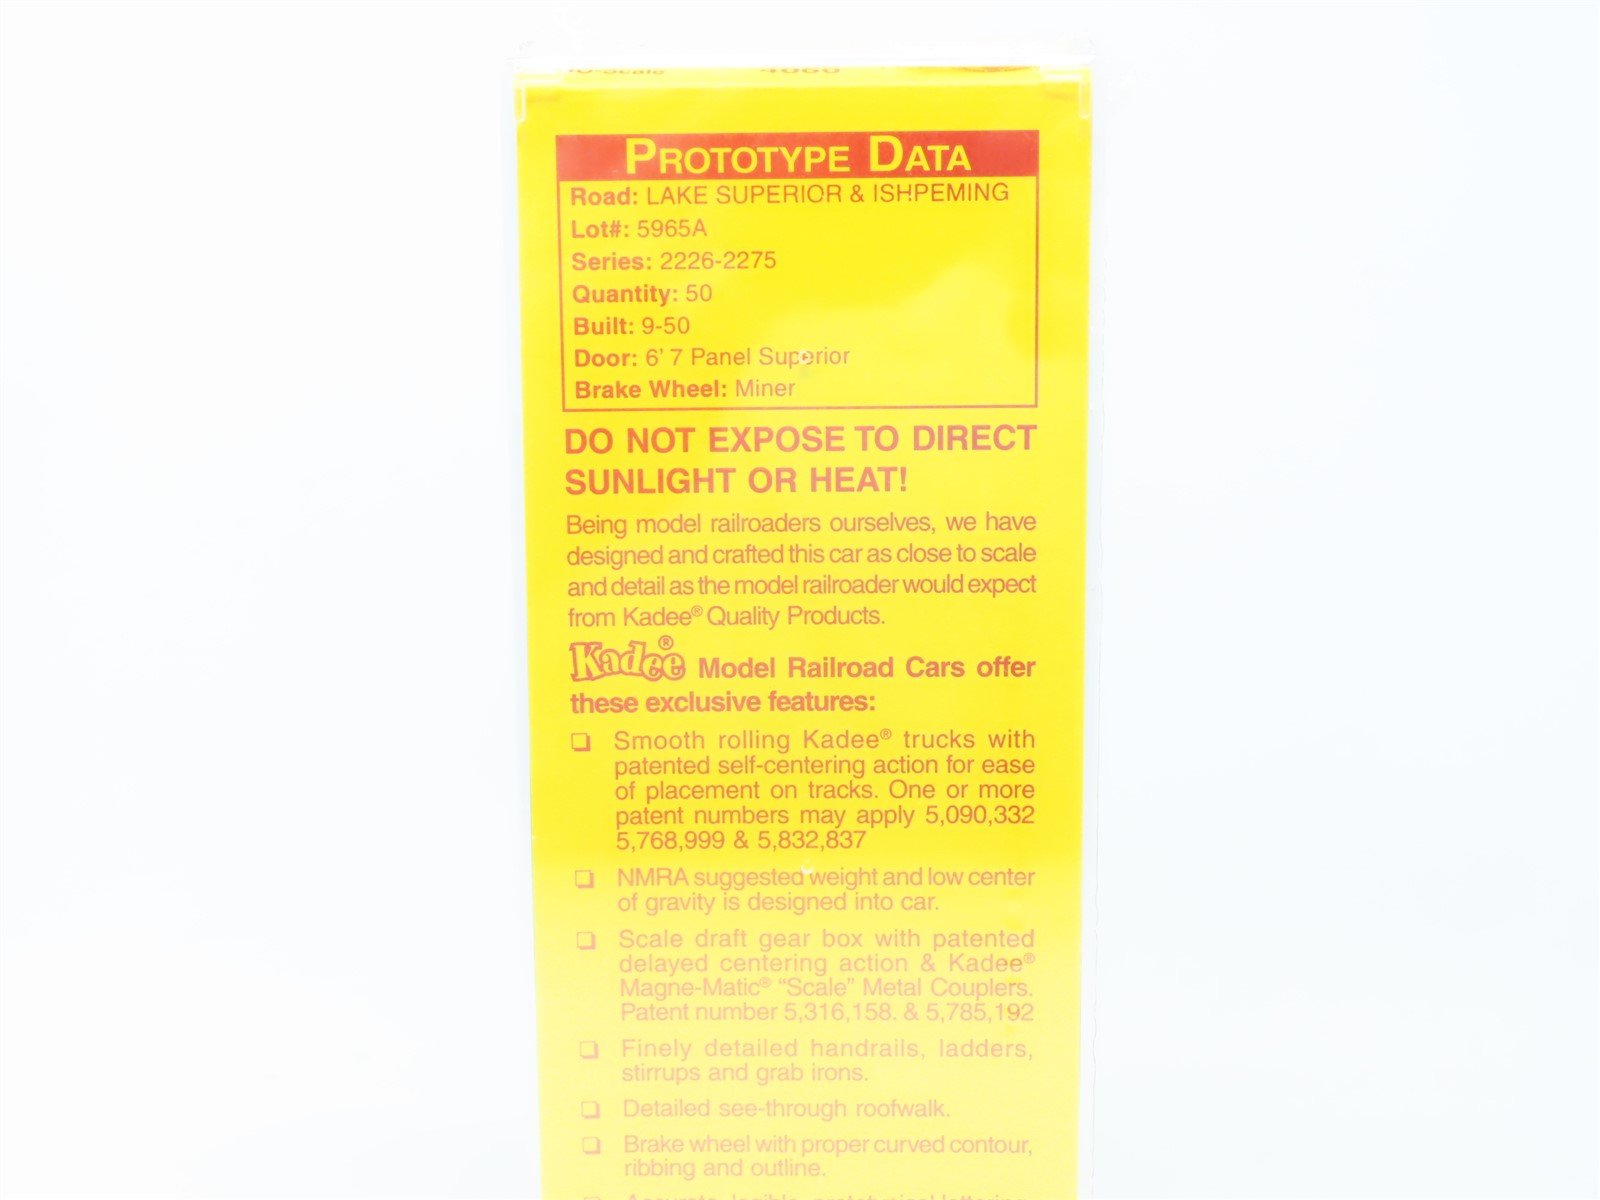 PROTOTYPE DATA
Road: LAKE SUPERIOR & ISHPEMING
Lot#: 5965A
Series: 2226-2275
Quantity: 50
Built: 9-50
Door: 6' 7 Panel Superior
Brake Wheel: Miner
DO NOT EXPOSE TO DIRECT
SUNLIGHT OR HEAT!
Being model railroaders ourselves, we have
designed and crafted this car as close to scale
and detail as the model railroader would expect
from Kadee® Quality Products.
Kadee® Model Railroad Cars offer
these exclusive features:
❑ Smooth rolling Kadee® trucks with
patented self-centering action for ease
of placement on tracks. One or more
patent numbers may apply 5,090,332
5,768,999 & 5,832,837
❑ NMRA suggested weight and low center
of gravity is designed into car.
❑ Scale draft gear box with patented
delayed centering action & Kadee®
Magne-Matic® “Scale” Metal Couplers.
Patent number 5,316,158. & 5,785,192
❑ Finely detailed handrails, ladders,
stirrups and grab irons.
❑ Detailed see-through roofwalk.
❑ Brake wheel with proper curved contour,
ribbing and outline.